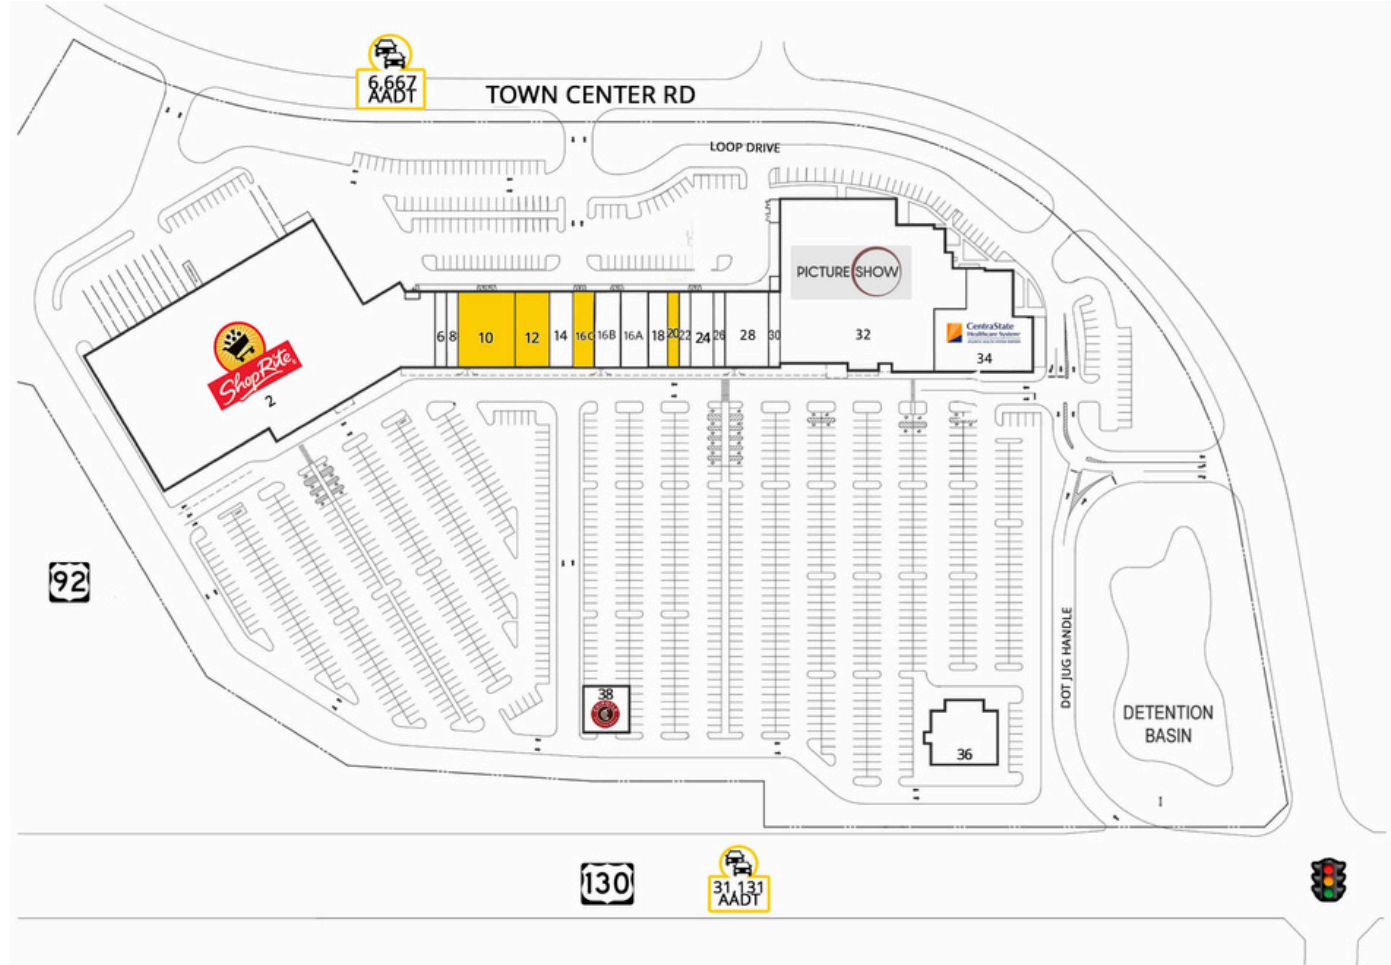 6,667
AADT
TOWN CENTER RD
LOOP DRIVE
PICTURE SHOW
ShopRite
2
6
8
10
12
14
16C
16B
16A
18
20
22
24
26
28
30
32
CentraState
Healthcare System
34
92
38
DOT JUG HANDLE
DETENTION
BASIN
36
130
31,131
AADT